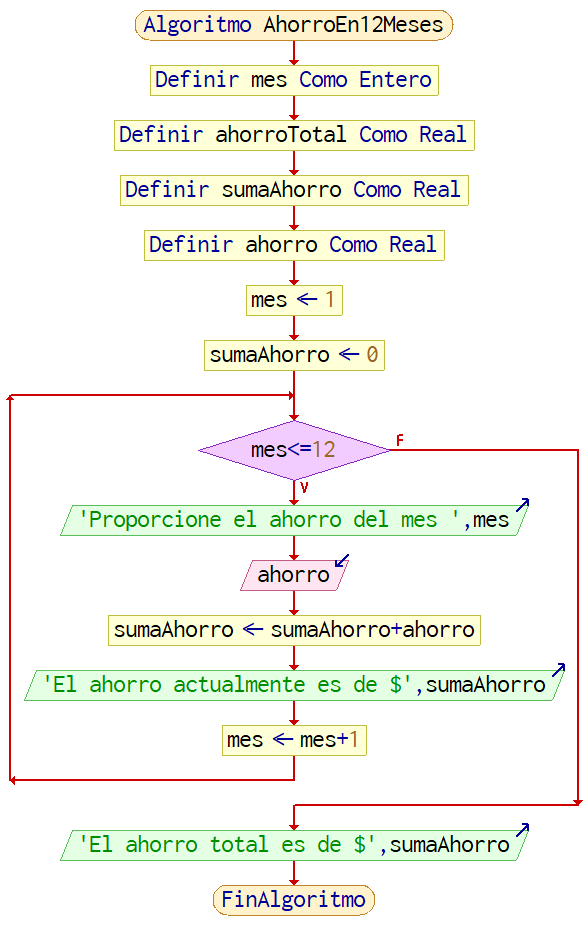 Algoritmo AhorroEn12Meses
Definir mes Como Entero
Definir ahorroTotal Como Real
Definir sumaAhorro Como Real
Definir ahorro Como Real
mes ← 1
sumaAhorro ← 0
mes<=12
F
V
'Proporcione el ahorro del mes ',mes
ahorro
sumaAhorro ← sumaAhorro+ahorro
'El ahorro actualmente es de $',sumaAhorro
mes ← mes+1
'El ahorro total es de $',sumaAhorro
FinAlgoritmo